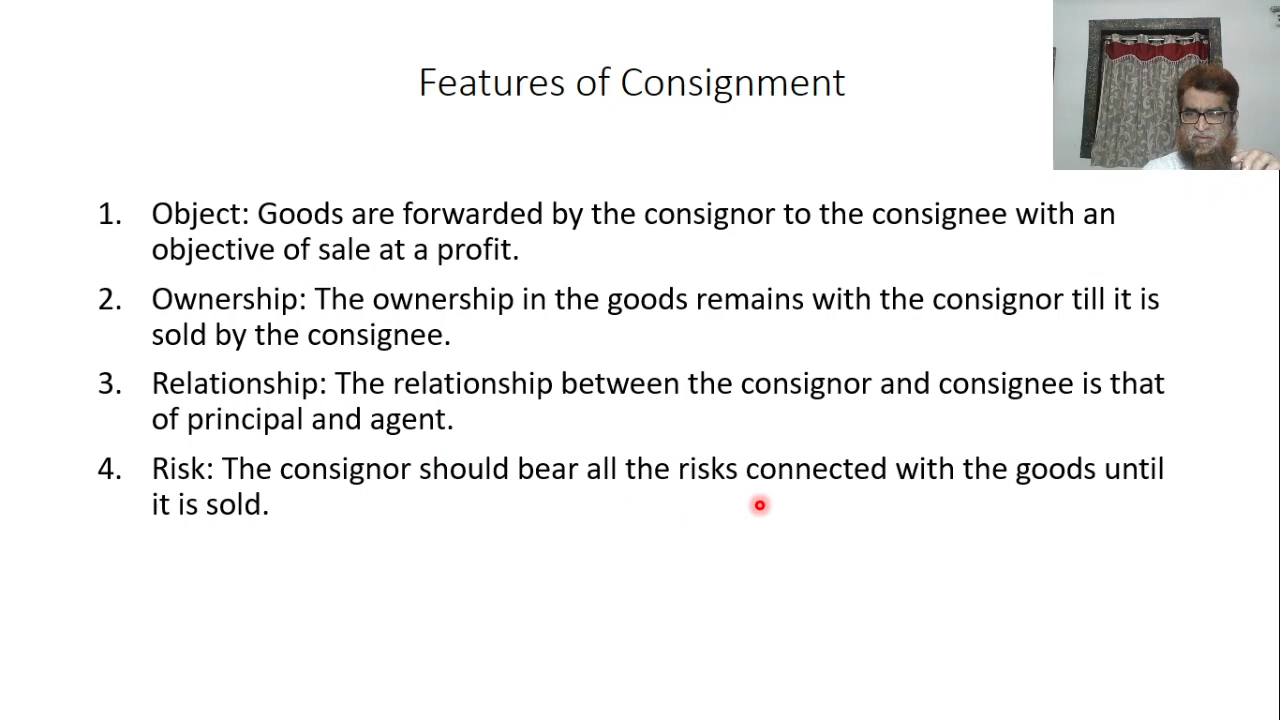 Features of Consignment
1. Object: Goods are forwarded by the consignor to the consignee with an
objective of sale at a profit.
2. Ownership: The ownership in the goods remains with the consignor till it is
sold by the consignee.
3. Relationship: The relationship between the consignor and consignee is that
of principal and agent.
4. Risk: The consignor should bear all the risks connected with the goods until
it is sold.